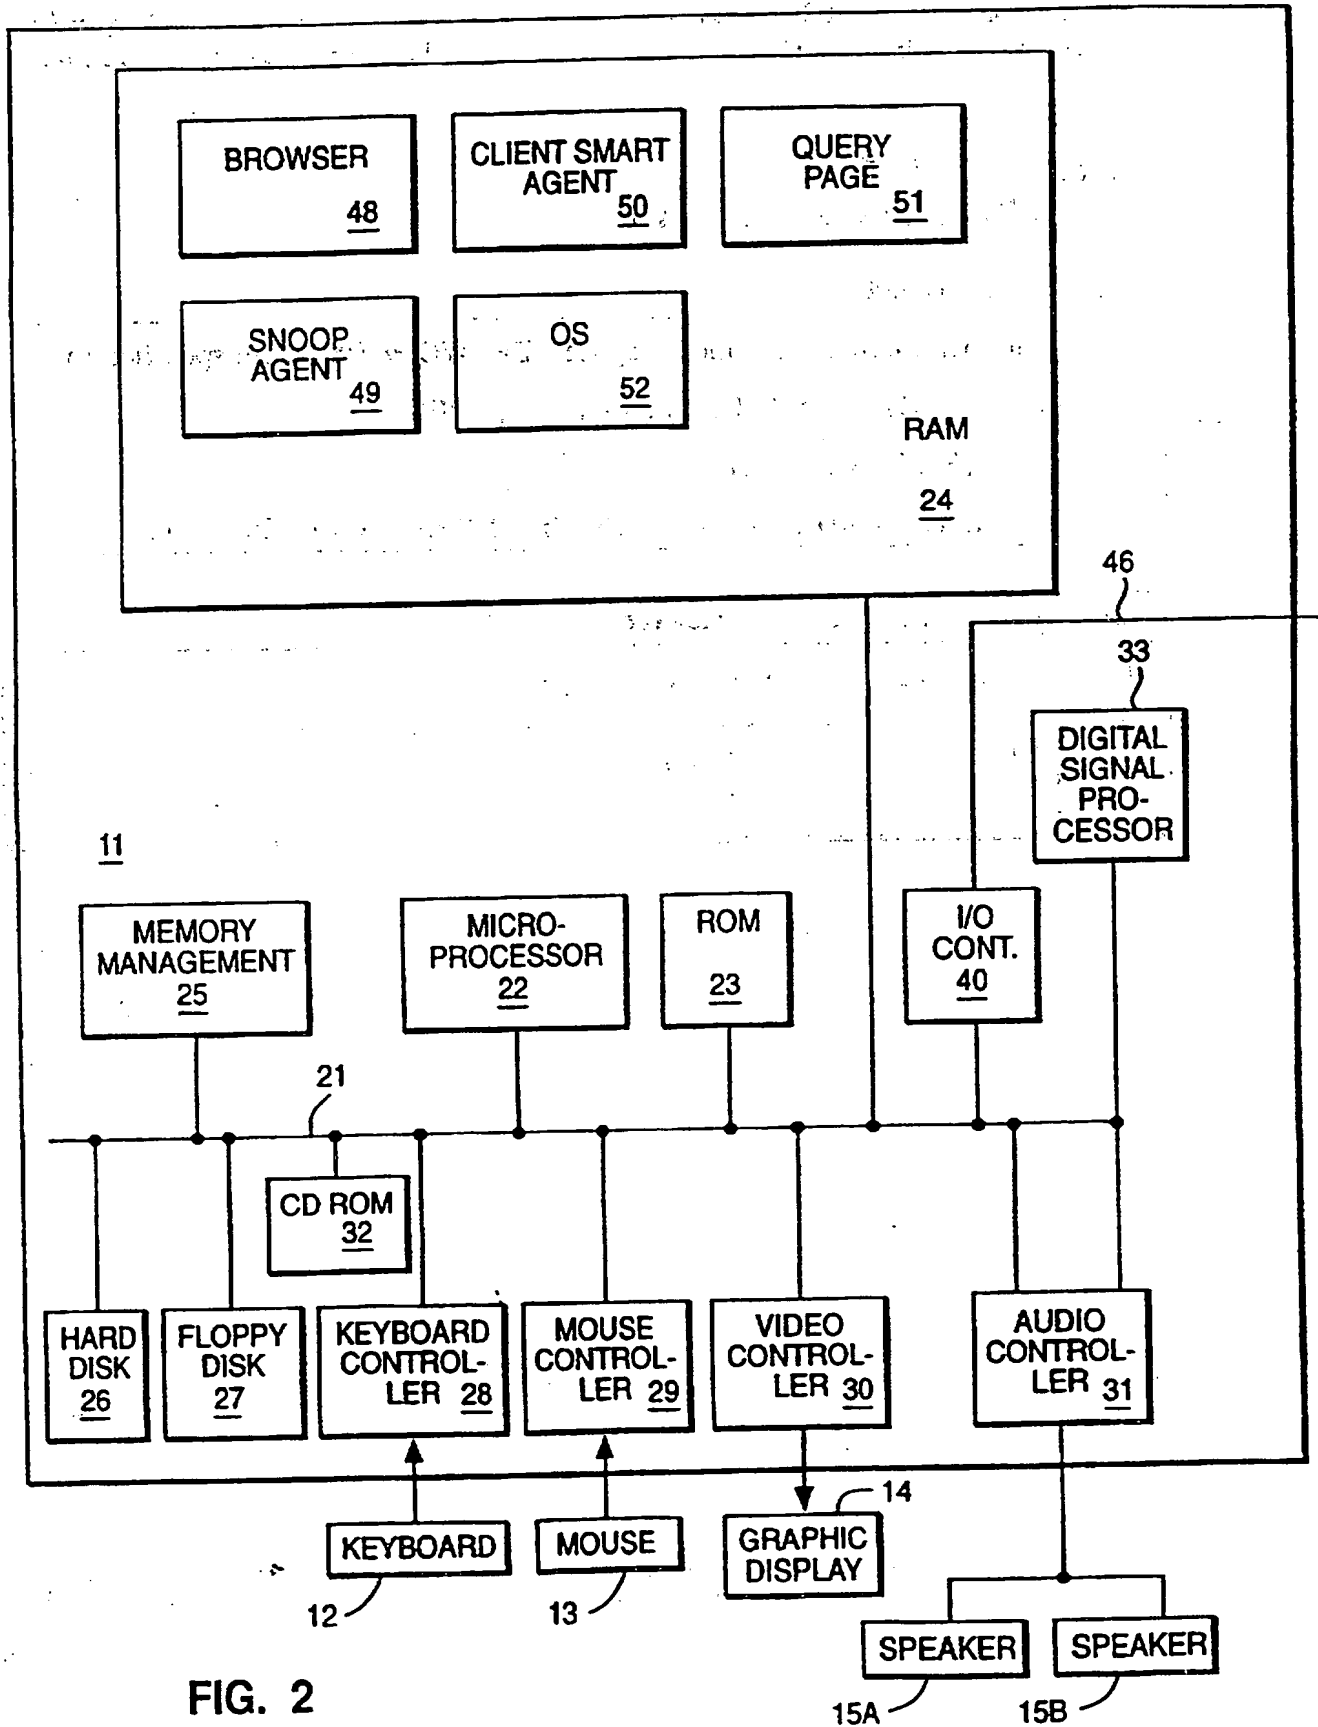 BROWSER
48
CLIENT SMART
AGENT
50
QUERY
PAGE
51
SNOOP
AGENT
49
OS
52
RAM
24
46
33
DIGITAL
SIGNAL
PRO-
CESSOR
11
MEMORY
MANAGEMENT
25
MICRO-
PROCESSOR
22
ROM
23
I/O
CONT.
40
21
CD ROM
32
HARD
DISK
26
FLOPPY
DISK
27
KEYBOARD
CONTROL-
LER 28
MOUSE
CONTROL-
LER 29
VIDEO
CONTROL-
LER 30
AUDIO
CONTROL-
LER 31
KEYBOARD
12
MOUSE
13
14
GRAPHIC
DISPLAY
SPEAKER
15A
SPEAKER
15B
FIG. 2